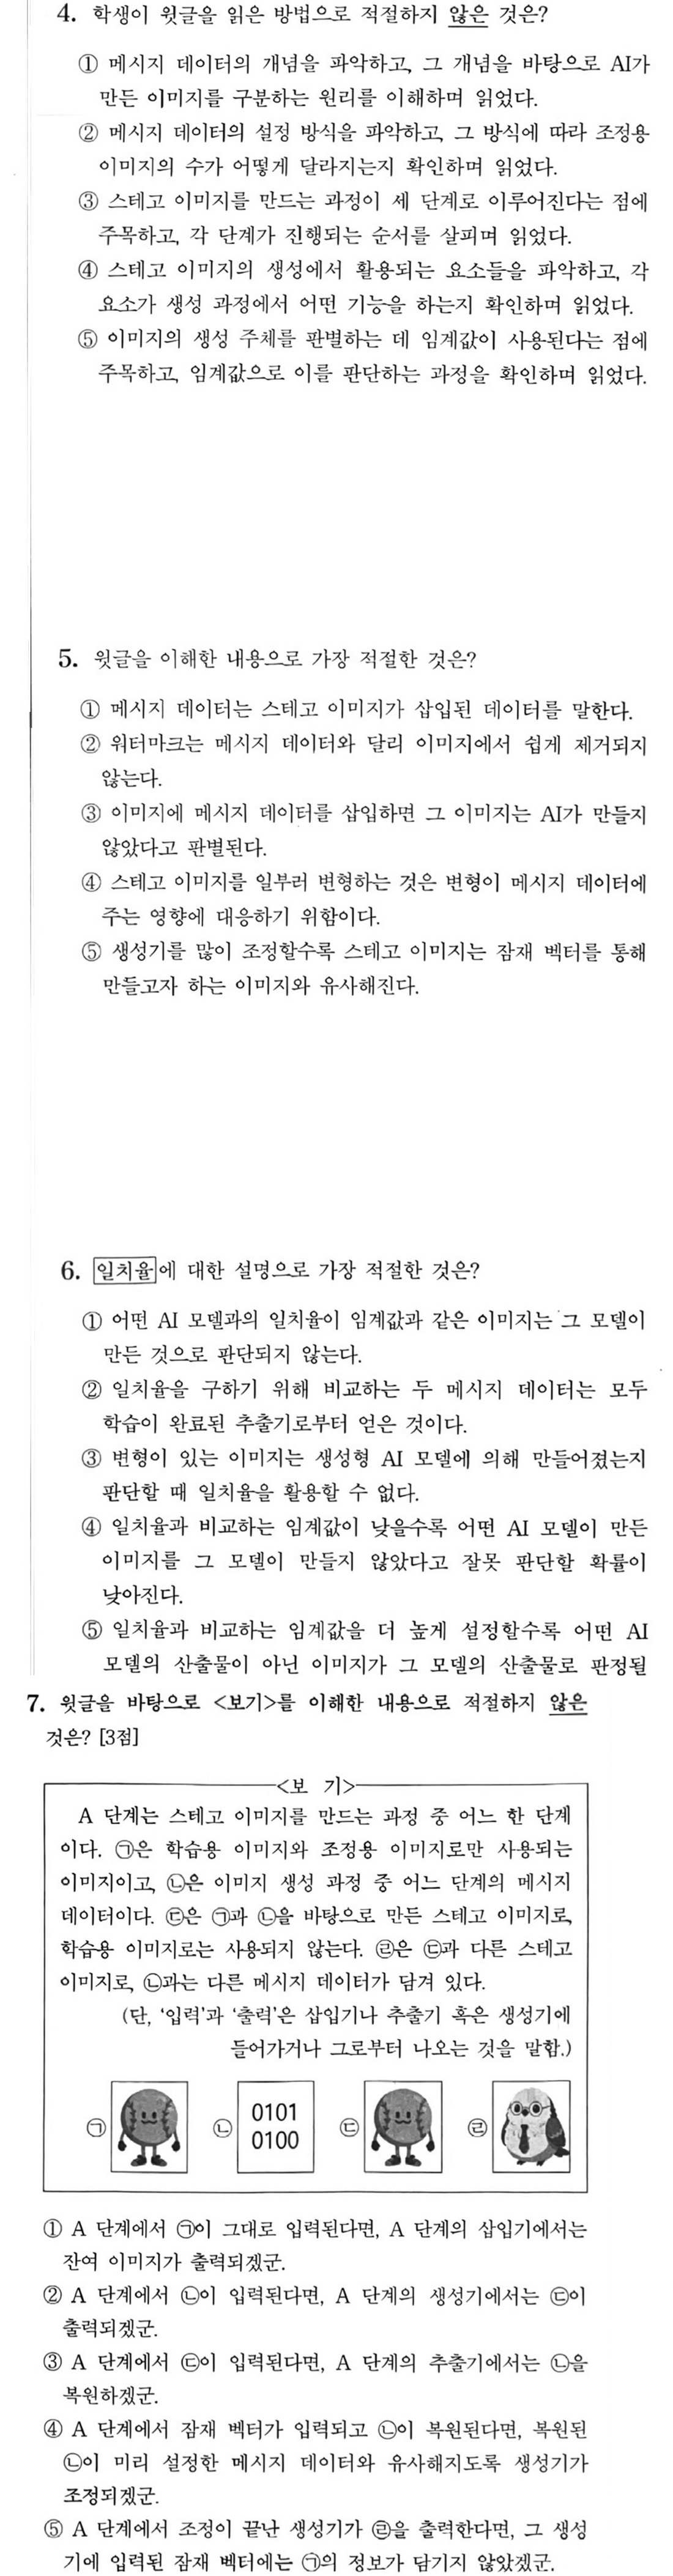 4. 학생이 윗글을 읽은 방법으로 적절하지 않은 것은?
① 메시지 데이터의 개념을 파악하고, 그 개념을 바탕으로 AI가
만든 이미지를 구분하는 원리를 이해하며 읽었다.
② 메시지 데이터의 설정 방식을 파악하고, 그 방식에 따라 조정용
이미지의 수가 어떻게 달라지는지 확인하며 읽었다.
③ 스테고 이미지를 만드는 과정이 세 단계로 이루어진다는 점에
주목하고, 각 단계가 진행되는 순서를 살피며 읽었다.
④ 스테고 이미지의 생성에서 활용되는 요소들을 파악하고, 각
요소가 생성 과정에서 어떤 기능을 하는지 확인하며 읽었다.
⑤ 이미지의 생성 주체를 판별하는 데 임계값이 사용된다는 점에
주목하고, 임계값으로 이를 판단하는 과정을 확인하며 읽었다.
5. 윗글을 이해한 내용으로 가장 적절한 것은?
① 메시지 데이터는 스테고 이미지가 삽입된 데이터를 말한다.
② 워터마크는 메시지 데이터와 달리 이미지에서 쉽게 제거되지
않는다.
③ 이미지에 메시지 데이터를 삽입하면 그 이미지는 AI가 만들지
않았다고 판별된다.
④ 스테고 이미지를 일부러 변형하는 것은 변형이 메시지 데이터에
주는 영향에 대응하기 위함이다.
⑤ 생성기를 많이 조정할수록 스테고 이미지는 잠재 벡터를 통해
만들고자 하는 이미지와 유사해진다.
6. 일치율에 대한 설명으로 가장 적절한 것은?
① 어떤 AI 모델과의 일치율이 임계값과 같은 이미지는 그 모델이
만든 것으로 판단되지 않는다.
② 일치율을 구하기 위해 비교하는 두 메시지 데이터는 모두
학습이 완료된 추출기로부터 얻은 것이다.
③ 변형이 있는 이미지는 생성형 AI 모델에 의해 만들어졌는지
판단할 때 일치율을 활용할 수 없다.
④ 일치율과 비교하는 임계값이 낮을수록 어떤 AI 모델이 만든
이미지를 그 모델이 만들지 않았다고 잘못 판단할 확률이
낮아진다.
⑤ 일치율과 비교하는 임계값을 더 높게 설정할수록 어떤 AI
모델의 산출물이 아닌 이미지가 그 모델의 산출물로 판정될
7. 윗글을 바탕으로 <보기>를 이해한 내용으로 적절하지 않은
것은? [3점]
<보 기>
A 단계는 스테고 이미지를 만드는 과정 중 어느 한 단계
이다. ㉠은 학습용 이미지와 조정용 이미지로만 사용되는
이미지이고, ㉡은 이미지 생성 과정 중 어느 단계의 메시지
데이터이다. ㉢은 ㉠과 ㉡을 바탕으로 만든 스테고 이미지로,
학습용 이미지로는 사용되지 않는다. ㉣은 ㉢과 다른 스테고
이미지로, ㉡과는 다른 메시지 데이터가 담겨 있다.
(단, ‘입력’과 ‘출력’은 삽입기나 추출기 혹은 생성기에
들어가거나 그로부터 나오는 것을 말함.)
㉠ ㉡ 0101 0100 ㉢ ㉣
① A 단계에서 ㉠이 그대로 입력된다면, A 단계의 삽입기에서는
잔여 이미지가 출력되겠군.
② A 단계에서 ㉡이 입력된다면, A 단계의 생성기에서는 ㉢이
출력되겠군.
③ A 단계에서 ㉢이 입력된다면, A 단계의 추출기에서는 ㉡을
복원하겠군.
④ A 단계에서 잠재 벡터가 입력되고 ㉡이 복원된다면, 복원된
㉡이 미리 설정한 메시지 데이터와 유사해지도록 생성기가
조정되겠군.
⑤ A 단계에서 조정이 끝난 생성기가 ㉣을 출력한다면, 그 생성
기에 입력된 잠재 벡터에는 ㉠의 정보가 담기지 않았겠군.